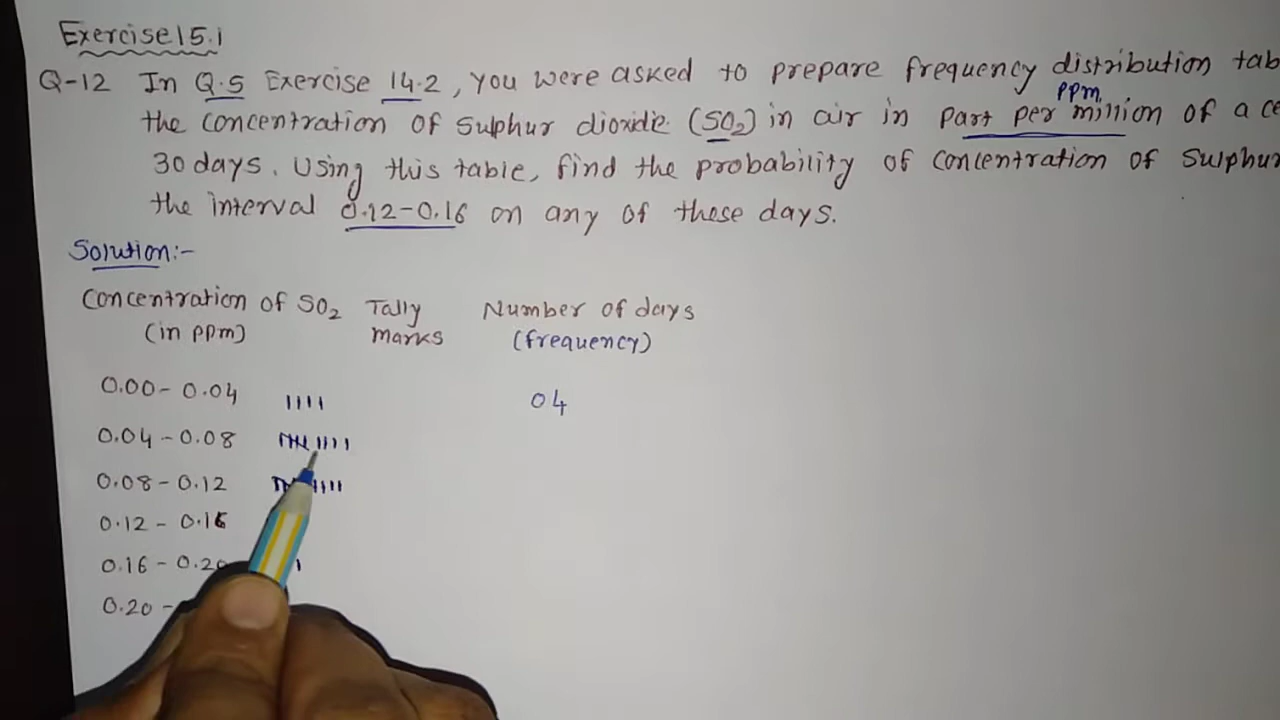 Exercise 15.1
Q-12 In Q.5 Exercise 14.2, you were asked to prepare frequency distribution tab
ppm
the concentration of Sulphur dioxide (SO2) in air in Part per million of a ce
30 days. Using this table, find the probability of concentration of Sulphur
the interval 0.12-0.16 on any of these days.
Solution:-
Concentration of SO2 Tally Number of days
(in ppm) marks (frequency)
0.00 - 0.04 |||| 04
0.04 - 0.08
0.08 - 0.12
0.12 - 0.16
0.16 - 0.20
0.20 -